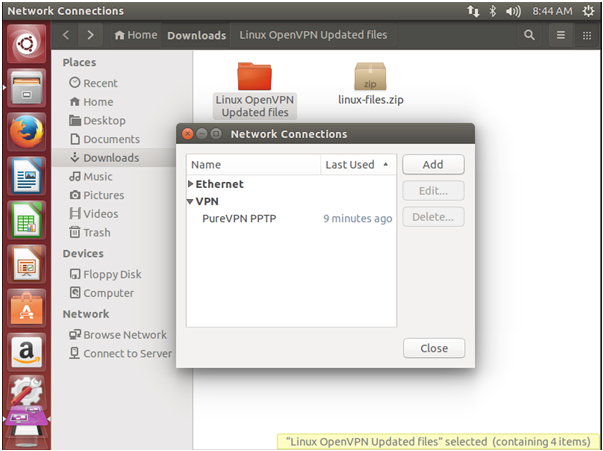 Network Connections
8:44 AM
Home
Downloads
Linux OpenVPN Updated files
Places
Recent
Home
Desktop
Documents
Downloads
Music
Pictures
Videos
Trash
Devices
Floppy Disk
Computer
Network
Browse Network
Connect to Server
Linux OpenVPN
Updated files
zip
linux-files.zip
Network Connections
Name
Last Used
Add
Ethernet
Edit...
VPN
PureVPN PPTP
9 minutes ago
Delete...
Close
"Linux OpenVPN Updated files" selected (containing 4 items)
a